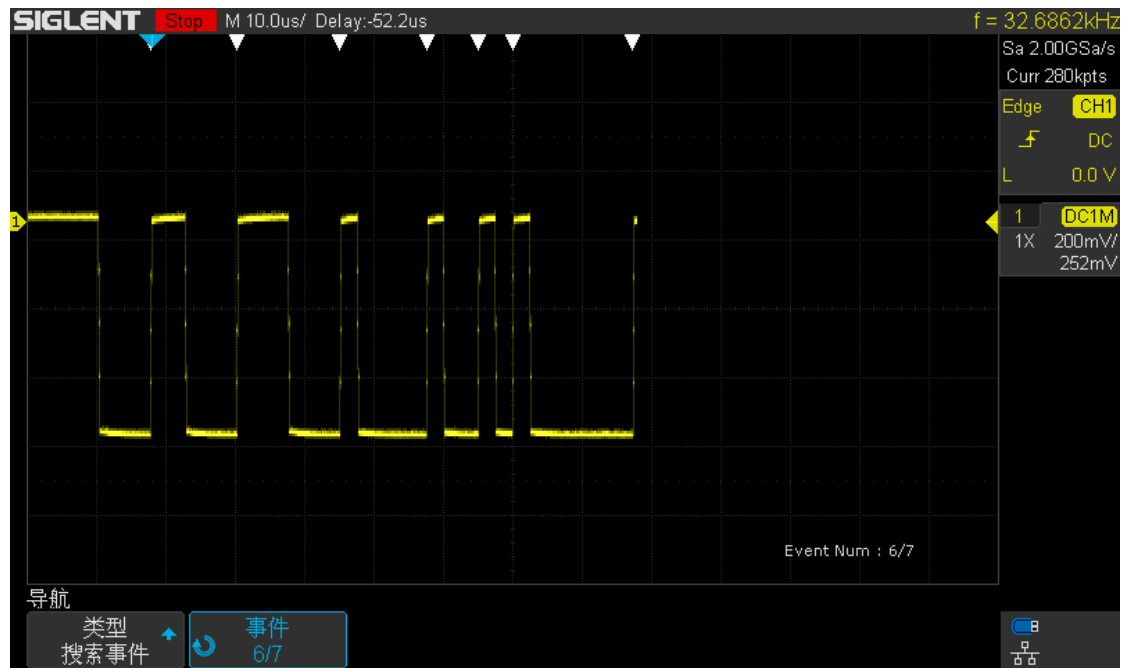 SIGLENT Stop M 10.0us/ Delay:-52.2us f = 32.6862kHz
Sa 2.00GSa/s
Curr 280kpts
Edge CH1
DC
L 0.0 V
1 DC1M
1X 200mV/
252mV
1
Event Num : 6/7
导航
类型
搜索事件
事件
6/7